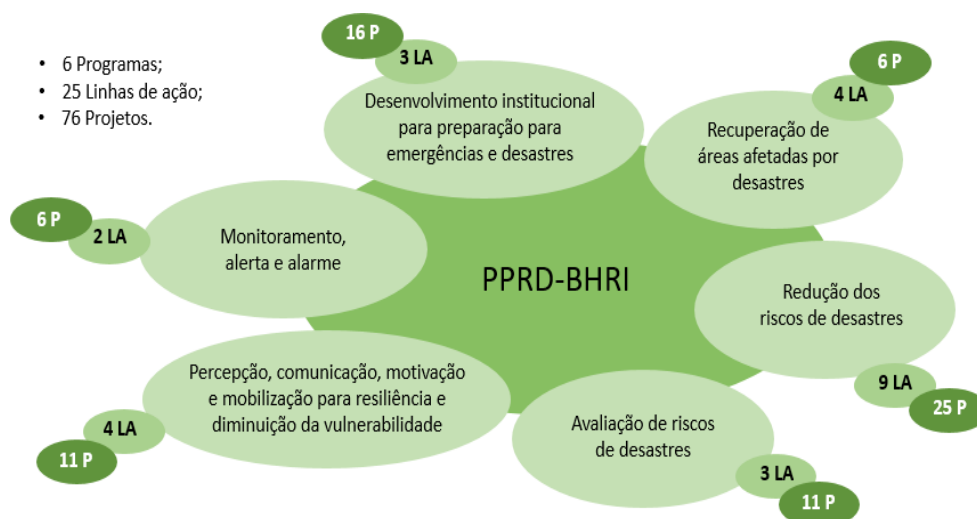 • 6 Programas;
• 25 Linhas de ação;
• 76 Projetos.
16 P
3 LA
Desenvolvimento institucional
para preparação para
emergências e desastres
6 P
4 LA
Recuperação de
áreas afetadas por
desastres
6 P
2 LA
Monitoramento,
alerta e alarme
PPRD-BHRI
Redução dos
riscos de desastres
9 LA
25 P
Percepção, comunicação, motivação
e mobilização para resiliência e
diminuição da vulnerabilidade
4 LA
11 P
Avaliação de riscos
de desastres
3 LA
11 P